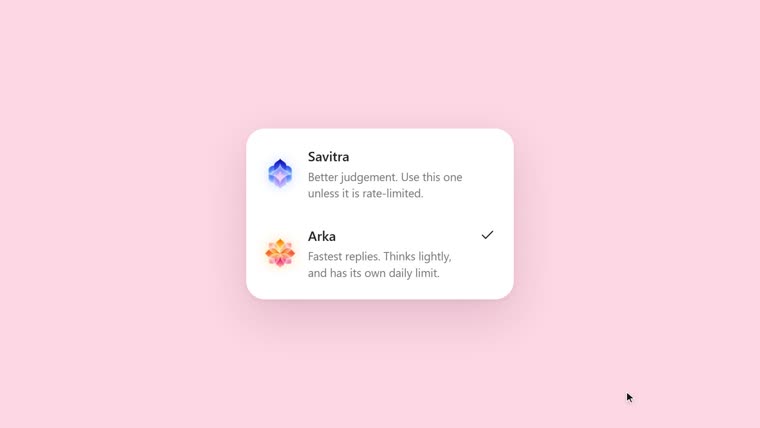 Savitra
Better judgement. Use this one
unless it is rate-limited.
Arka
Fastest replies. Thinks lightly,
and has its own daily limit.